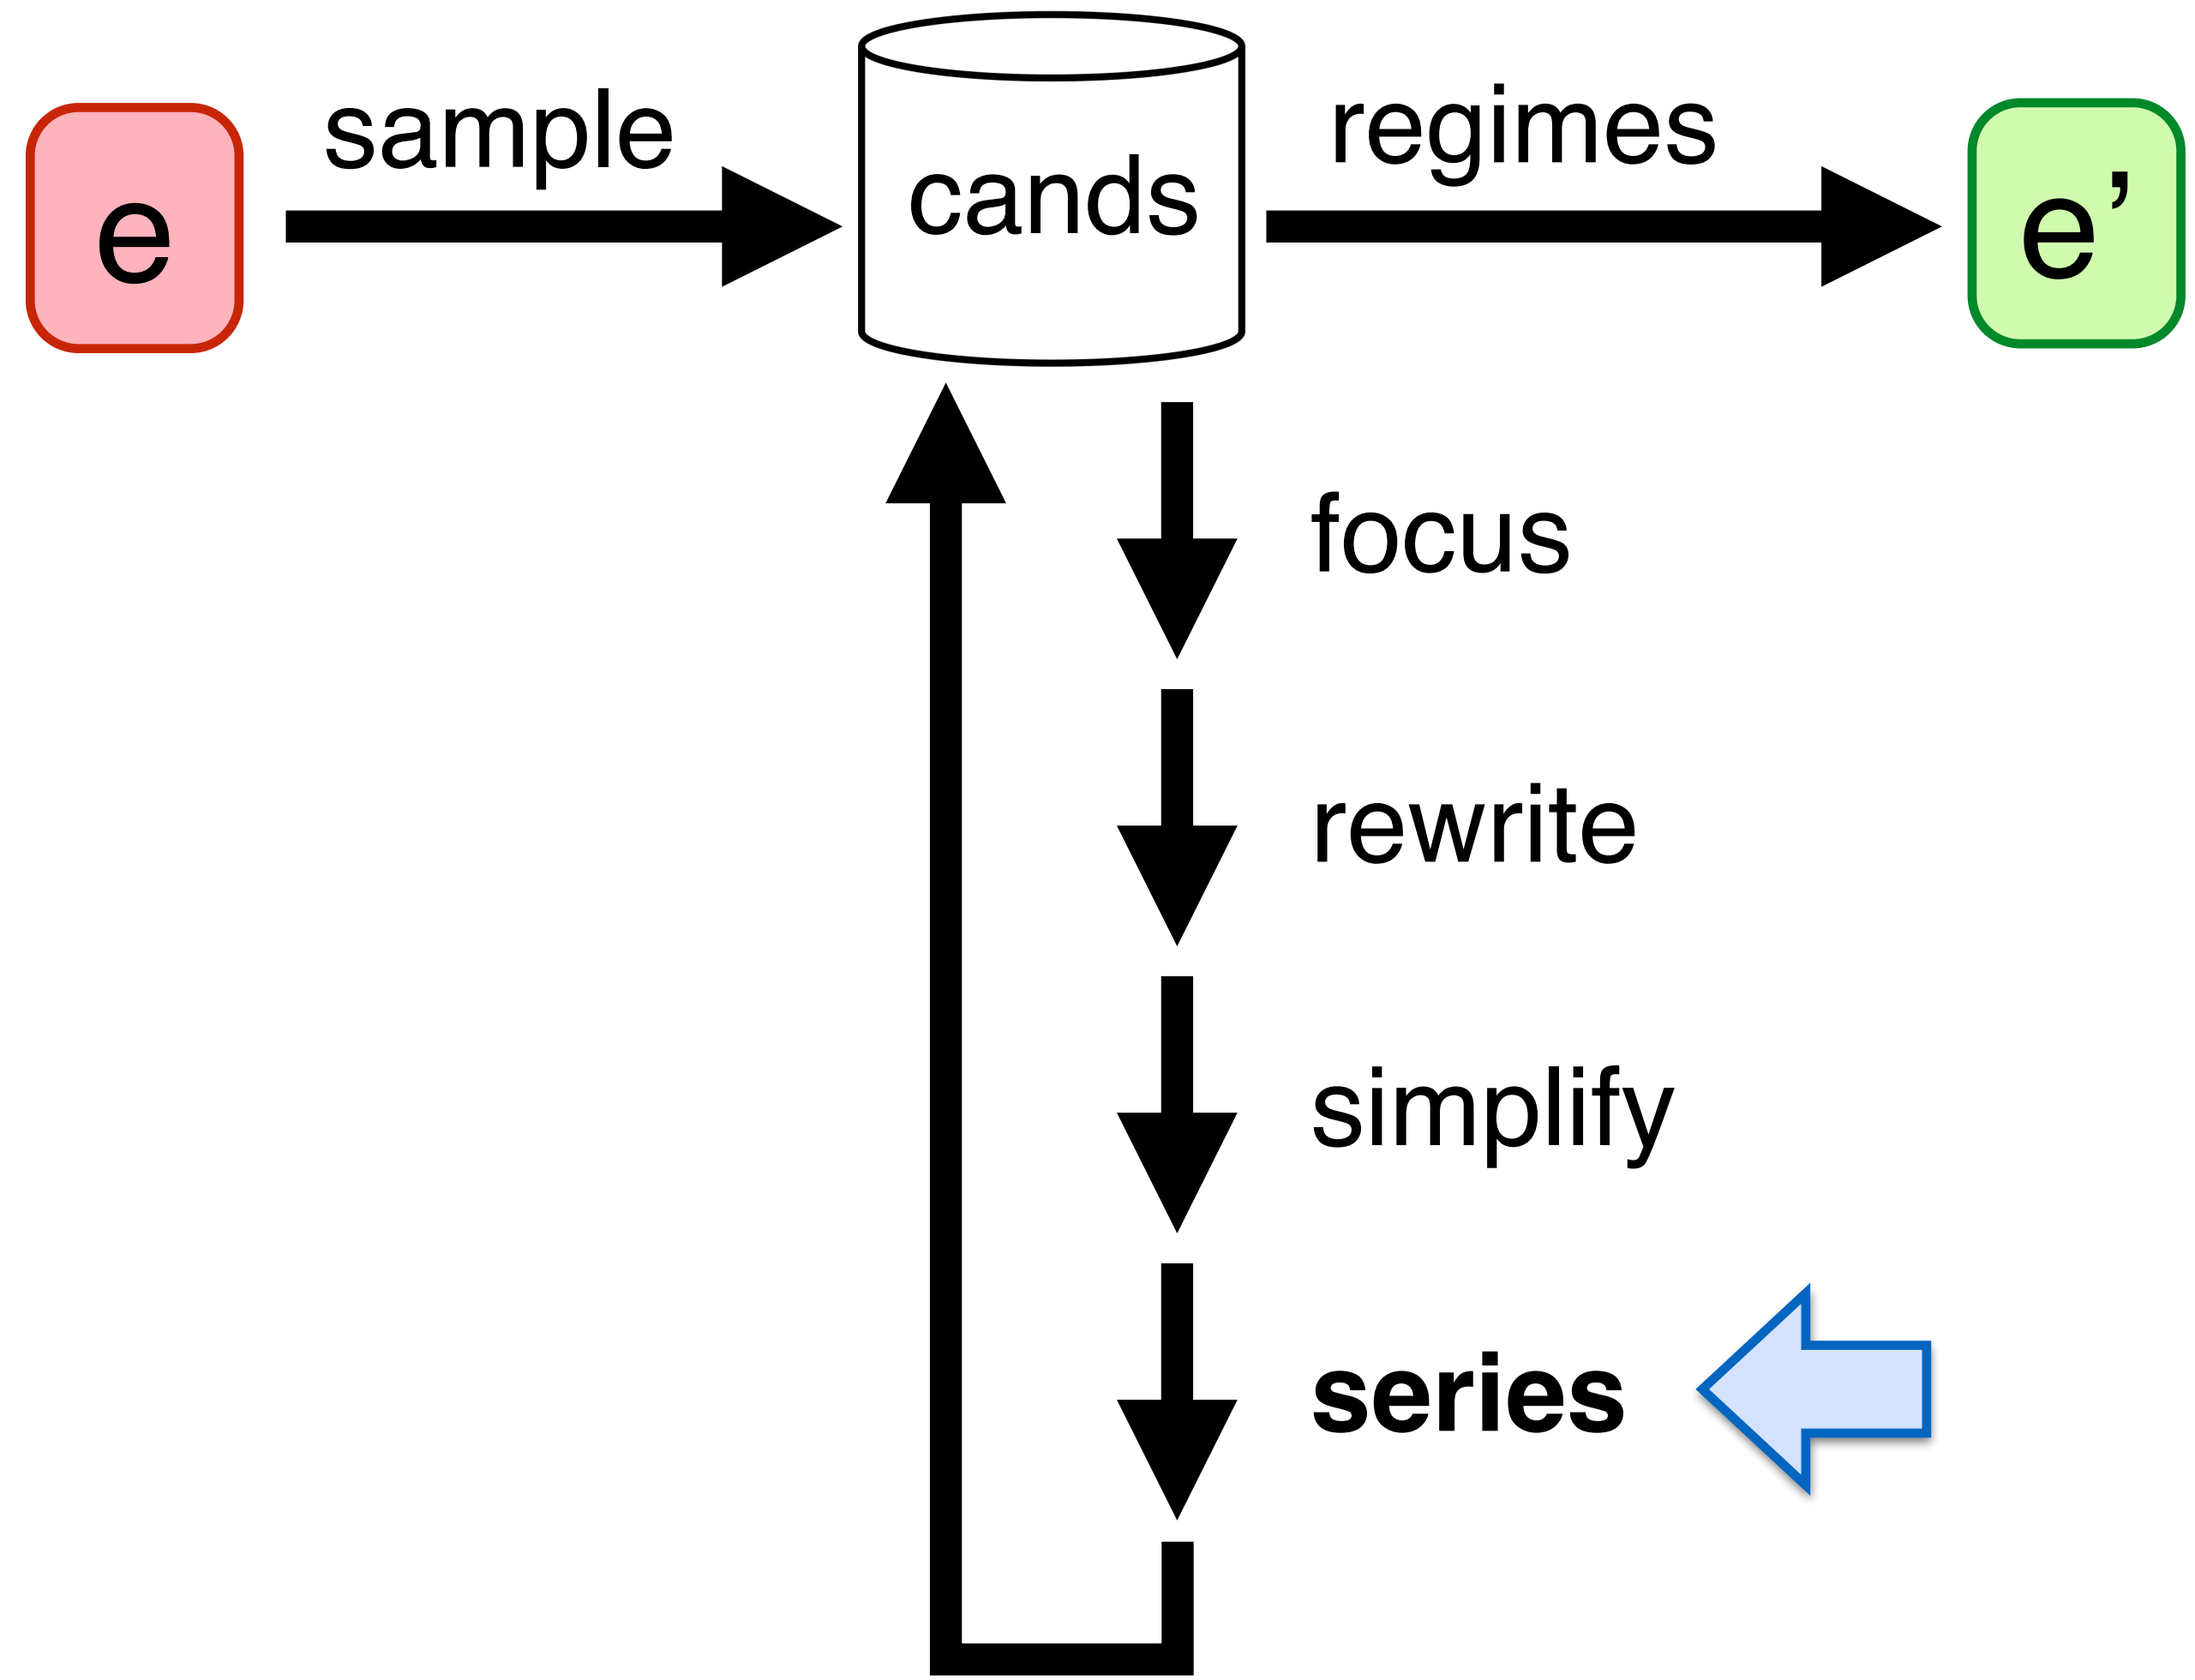 e
sample
cands
regimes
e’
focus
rewrite
simplify
series